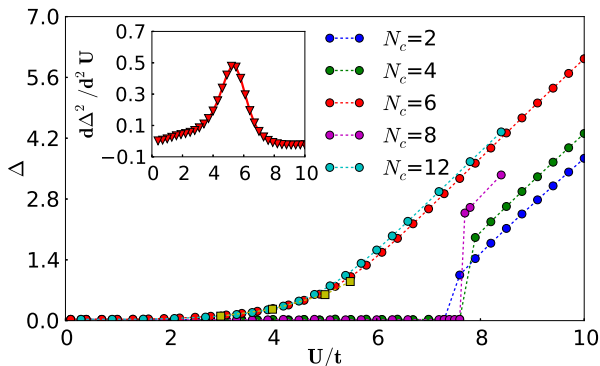 7.0
5.6
4.2
2.8
1.4
0.0
Δ
0 2 4 6 8 10
U/t
0.7
0.5
0.3
0.1
−0.1
dΔ² /d² U
0 2 4 6 8 10
N_c=2
N_c=4
N_c=6
N_c=8
N_c=12